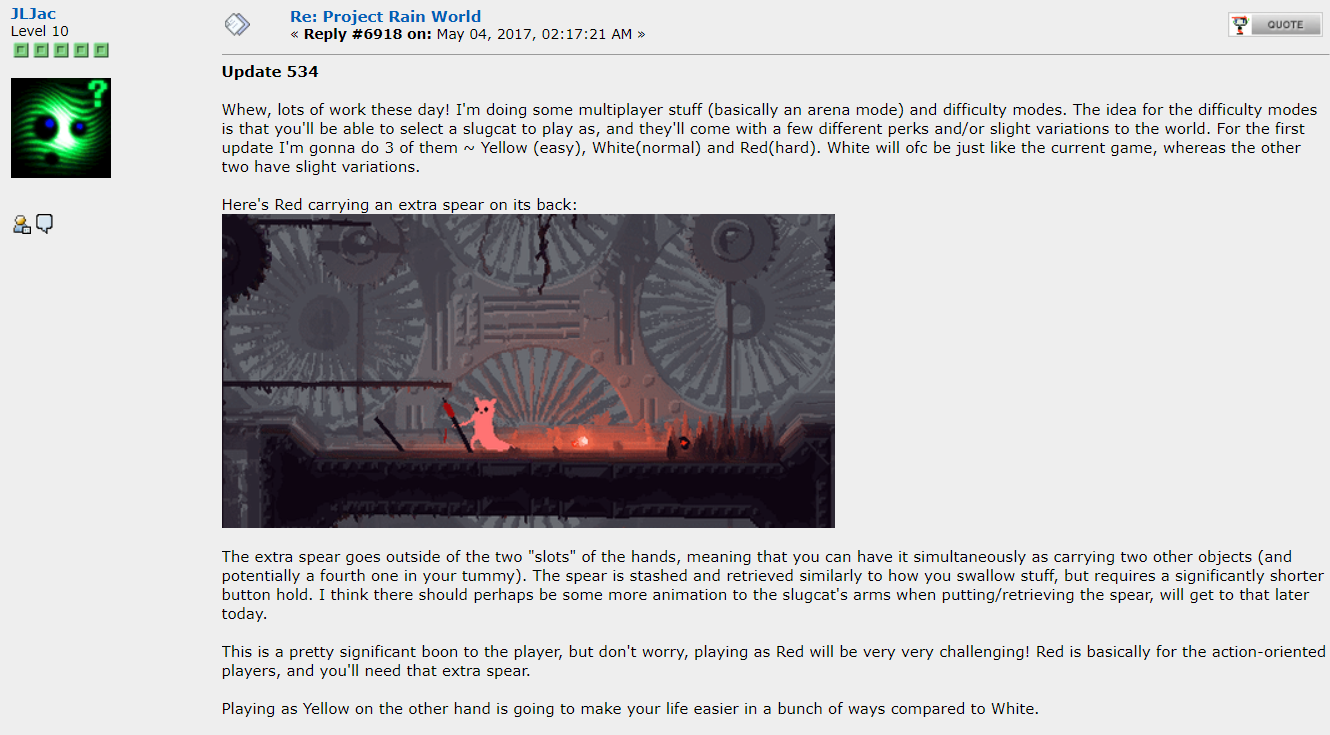 JLJac
Level 10
Re: Project Rain World
« Reply #6918 on: May 04, 2017, 02:17:21 AM »
QUOTE
Update 534
Whew, lots of work these day! I'm doing some multiplayer stuff (basically an arena mode) and difficulty modes. The idea for the difficulty modes
is that you'll be able to select a slugcat to play as, and they'll come with a few different perks and/or slight variations to the world. For the first
update I'm gonna do 3 of them ~ Yellow (easy), White(normal) and Red(hard). White will ofc be just like the current game, whereas the other
two have slight variations.
Here's Red carrying an extra spear on its back:
The extra spear goes outside of the two "slots" of the hands, meaning that you can have it simultaneously as carrying two other objects (and
potentially a fourth one in your tummy). The spear is stashed and retrieved similarly to how you swallow stuff, but requires a significantly shorter
button hold. I think there should perhaps be some more animation to the slugcat's arms when putting/retrieving the spear, will get to that later
today.
This is a pretty significant boon to the player, but don't worry, playing as Red will be very very challenging! Red is basically for the action-oriented
players, and you'll need that extra spear.
Playing as Yellow on the other hand is going to make your life easier in a bunch of ways compared to White.